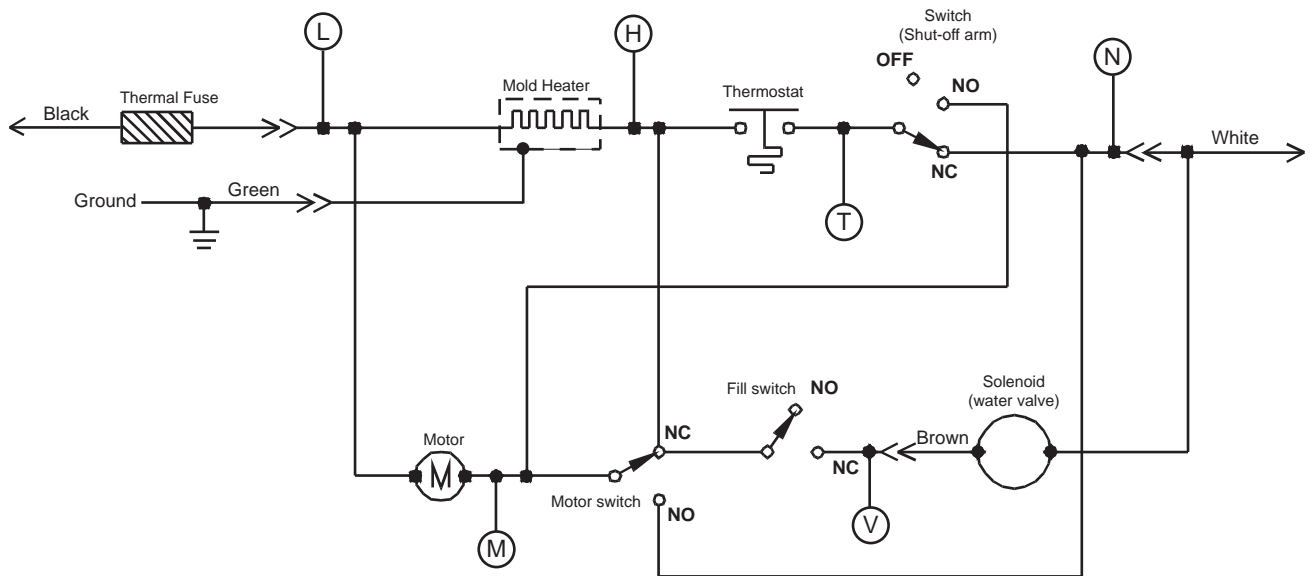 L
H
Switch
(Shut-off arm)
OFF
NO
N
Black
Thermal Fuse
Mold Heater
Thermostat
NC
White
Ground
Green
T
Fill switch
NO
Solenoid
(water valve)
Motor
NC
Brown
M
Motor switch
NC
NO
V
M